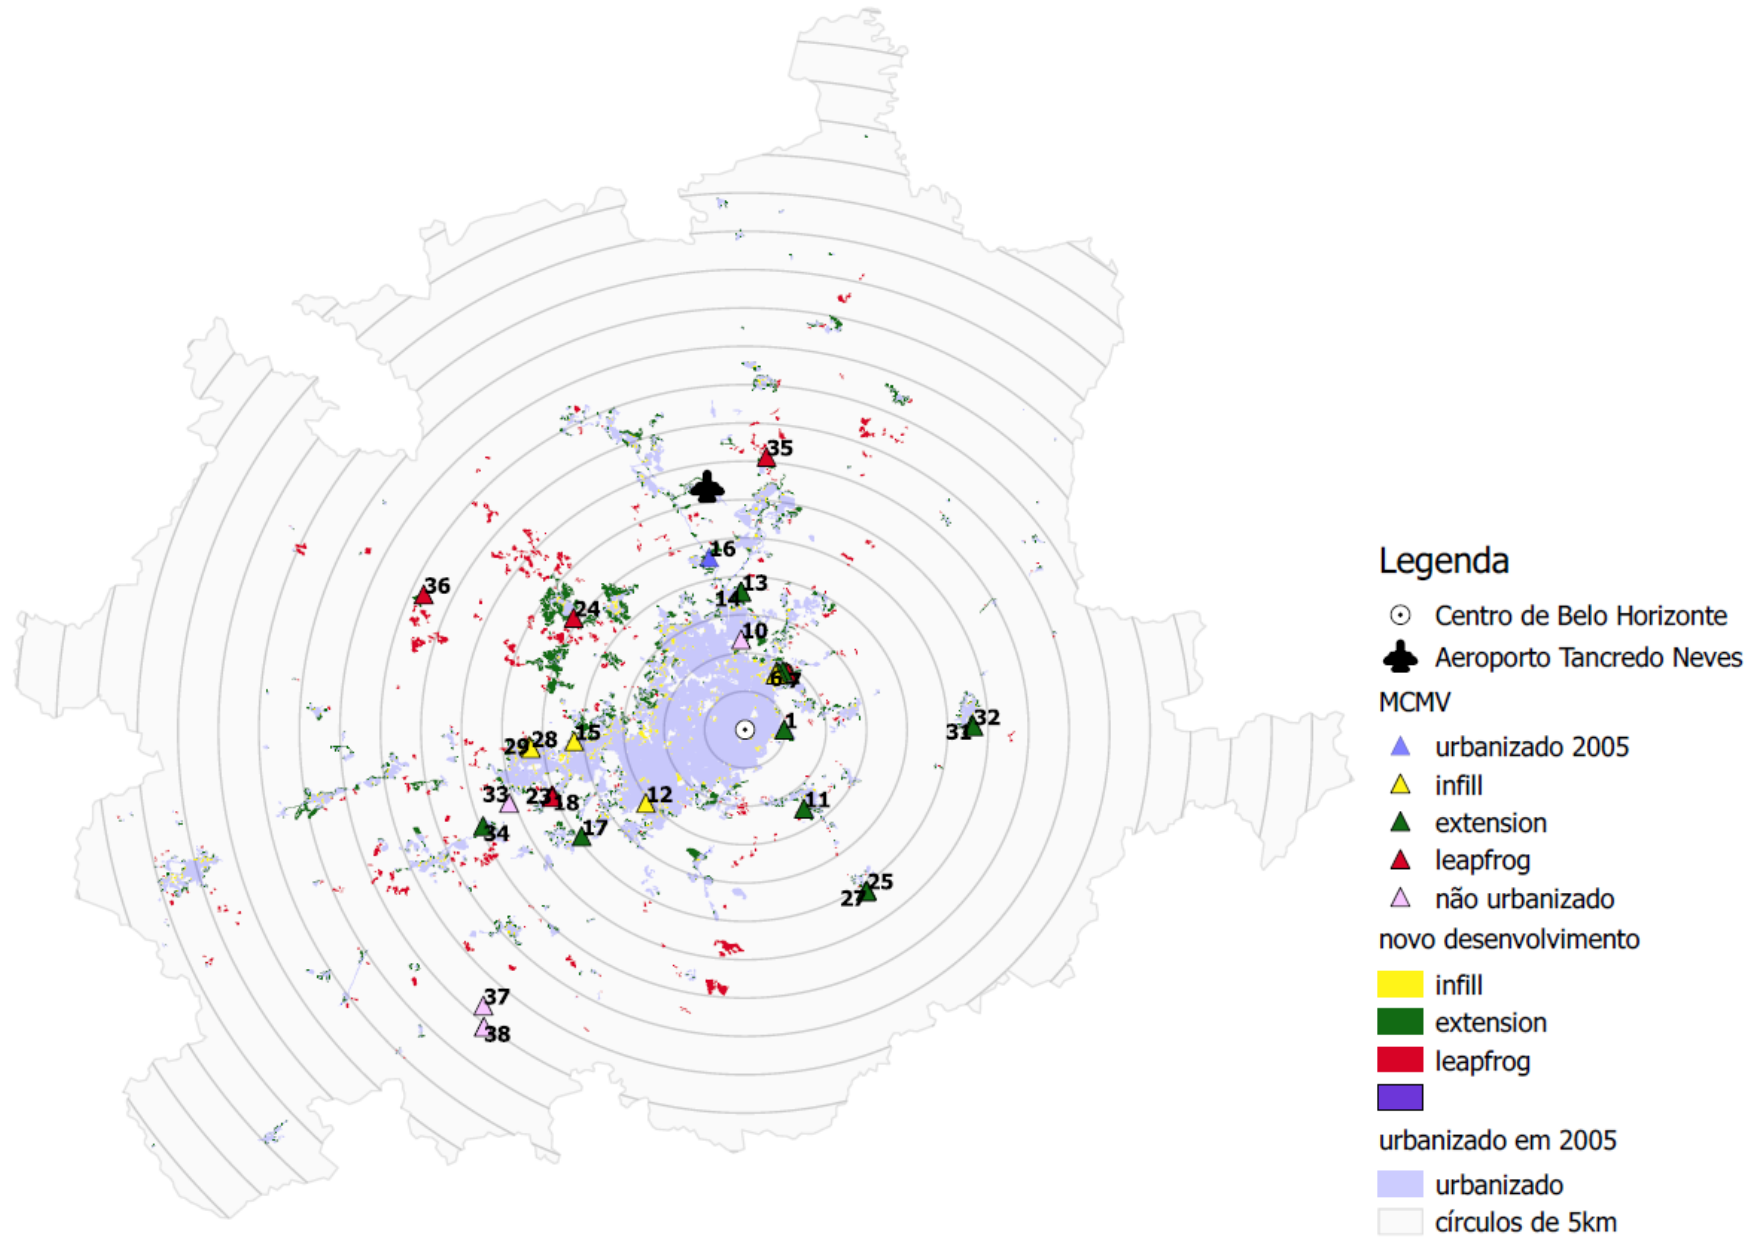 35
16
13
14
36
24
10
6
7
1
32
31
15
28
29
33
23
18
12
11
34
17
25
27
37
38
Legenda
Centro de Belo Horizonte
Aeroporto Tancredo Neves
MCMV
urbanizado 2005
infill
extension
leapfrog
não urbanizado
novo desenvolvimento
infill
extension
leapfrog
urbanizado em 2005
urbanizado
círculos de 5km